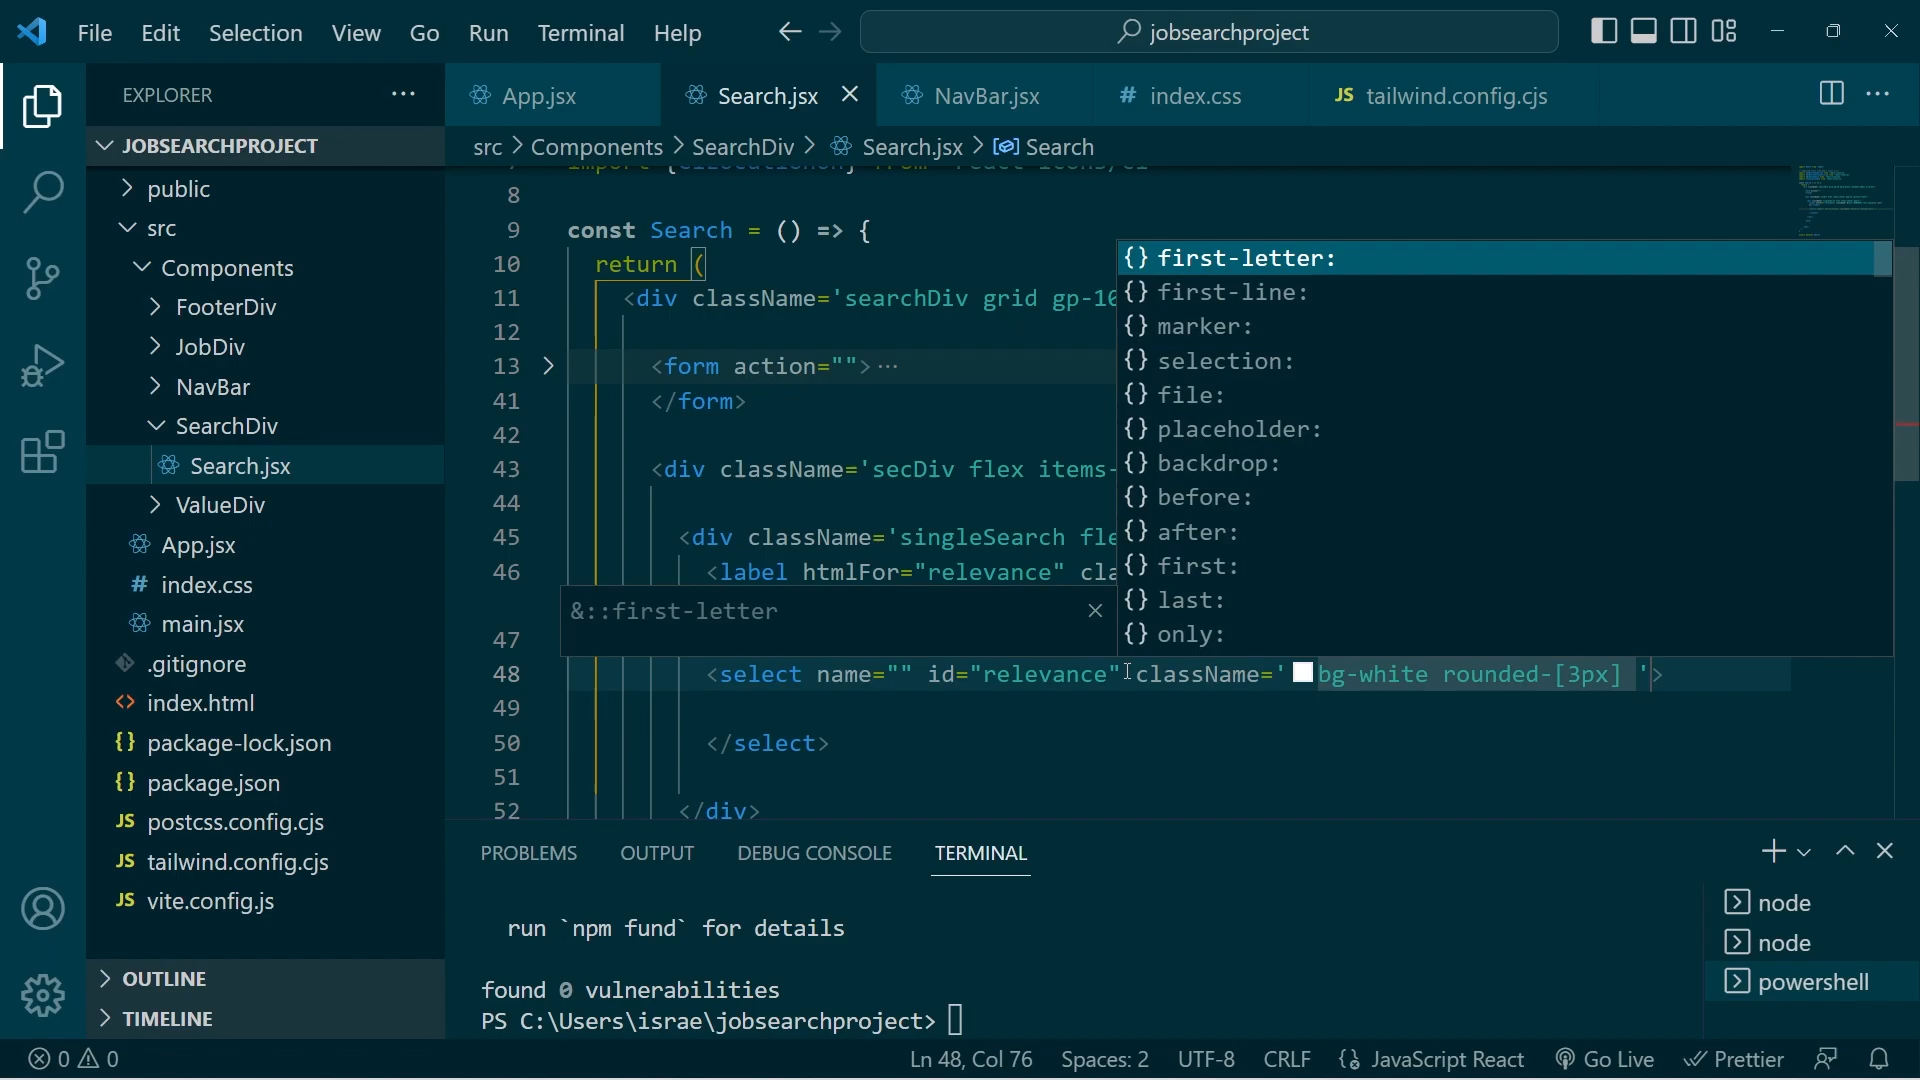 File Edit Selection View Go Run Terminal Help
jobsearchproject
EXPLORER
App.jsx
Search.jsx
NavBar.jsx
# index.css
JS tailwind.config.cjs
JOBSEARCHPROJECT
src > Components > SearchDiv > Search.jsx > Search
public
src
Components
FooterDiv
JobDiv
NavBar
SearchDiv
Search.jsx
ValueDiv
App.jsx
# index.css
main.jsx
.gitignore
<> index.html
{} package-lock.json
{} package.json
JS postcss.config.cjs
JS tailwind.config.cjs
JS vite.config.js
OUTLINE
TIMELINE
8
9 const Search = () => {
10 return (
11 <div className='searchDiv grid gp-10
12
13 <form action="">…
41 </form>
42
43 <div className='secDiv flex items-
44
45 <div className='singleSearch fle
46 <label htmlFor="relevance" cla
&::first-letter
47
48 <select name="" id="relevance" className='bg-white rounded-[3px] '>
49
50 </select>
51
52 </div>
{} first-letter:
{} first-line:
{} marker:
{} selection:
{} file:
{} placeholder:
{} backdrop:
{} before:
{} after:
{} first:
{} last:
{} only:
PROBLEMS OUTPUT DEBUG CONSOLE TERMINAL
run `npm fund` for details
found 0 vulnerabilities
PS C:\Users\israe\jobsearchproject>
node
node
powershell
0 0
Ln 48, Col 76 Spaces: 2 UTF-8 CRLF JavaScript React Go Live Prettier